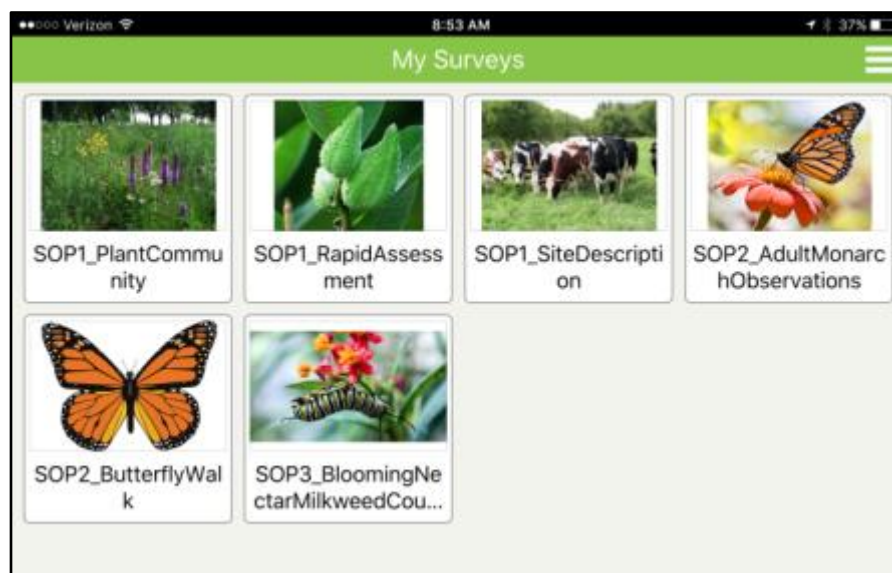 Verizon 8:53 AM 37%
My Surveys
SOP1_PlantCommu
nity
SOP1_RapidAssess
ment
SOP1_SiteDescripti
on
SOP2_AdultMonarc
hObservations
SOP2_ButterflyWal
k
SOP3_BloomingNe
ctarMilkweedCou...